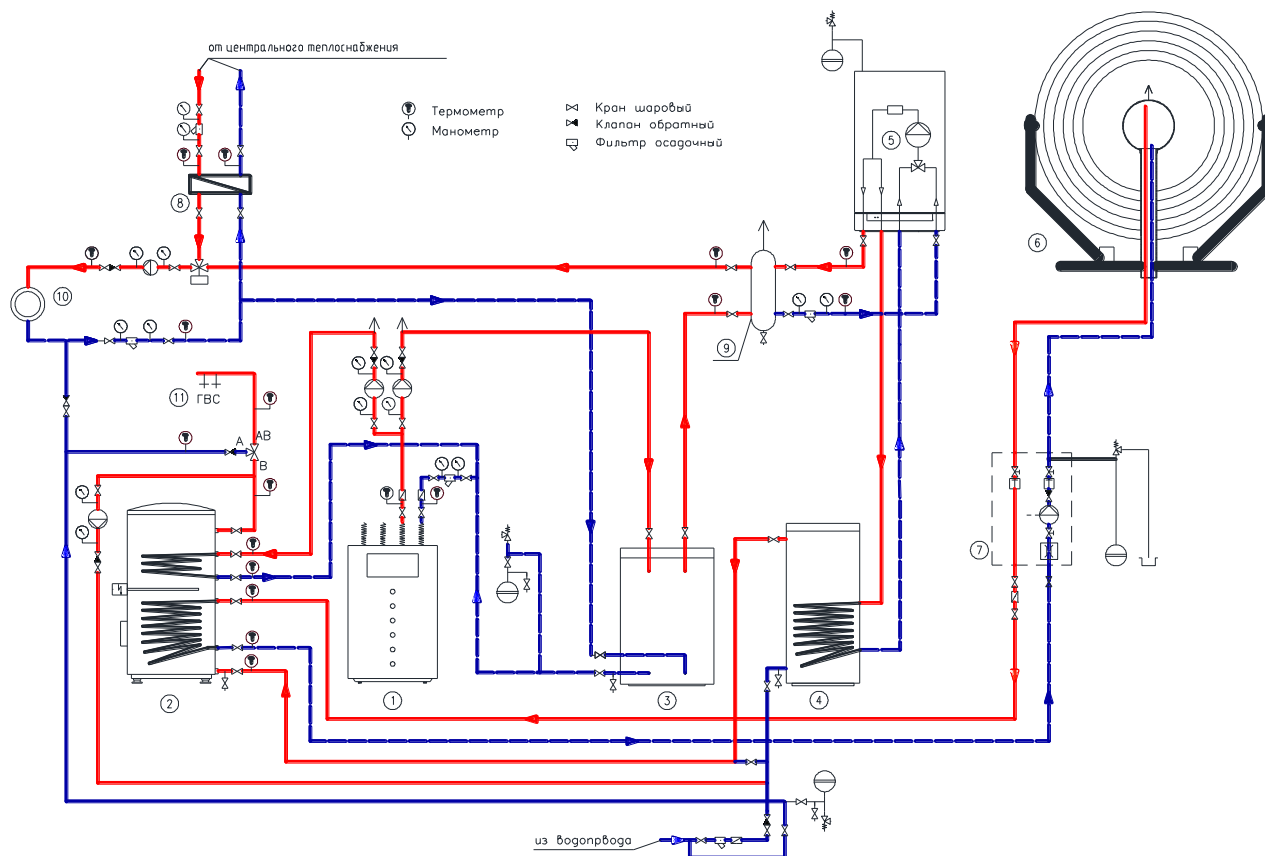 от центрального теплоснабжения
Термометр
Манометр
Кран шаровый
Клапан обратный
Фильтр осадочный
5
8
6
10
9
11
ГВС
А
АВ
В
7
2
1
3
4
из водопрвода